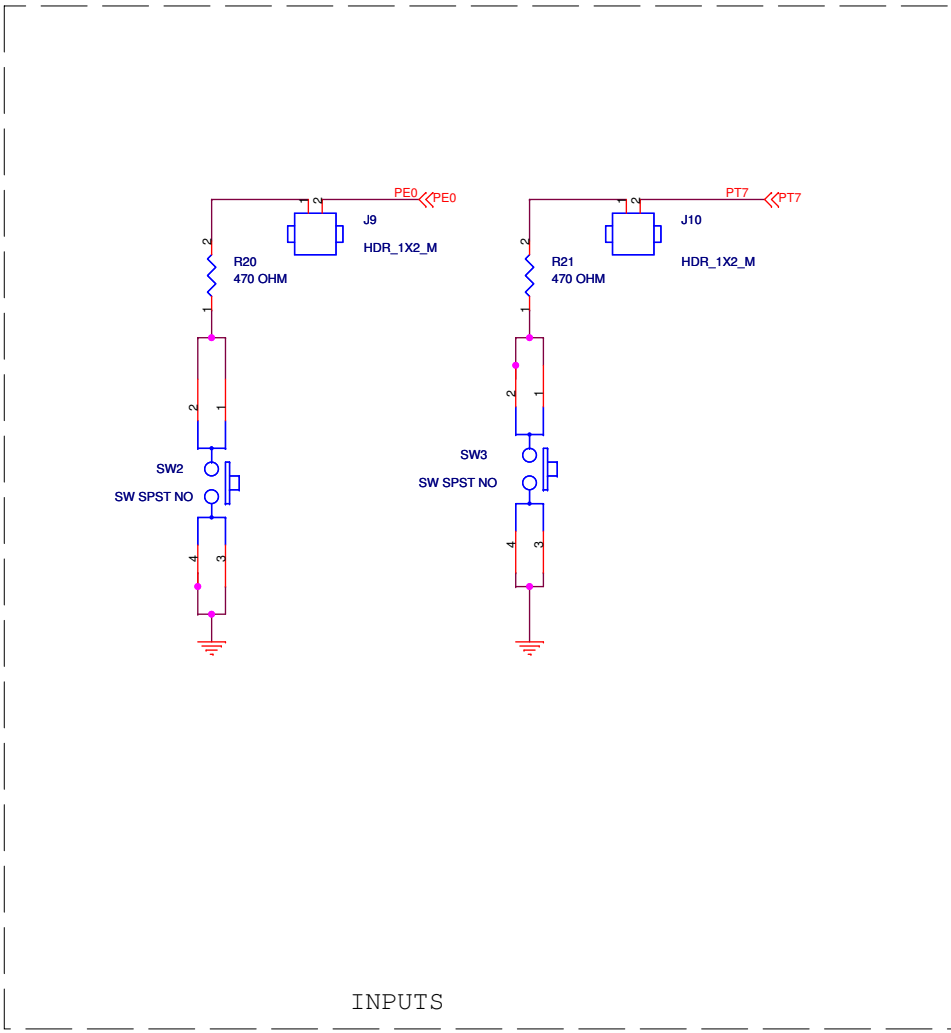 PE0 PE0
PT7 PT7
1 2
J9
HDR_1X2_M
1 2
J10
HDR_1X2_M
2
R20
470 OHM
1
2
R21
470 OHM
1
2 1
SW2
SW SPST NO
4 3
2 1
SW3
SW SPST NO
4 3
INPUTS